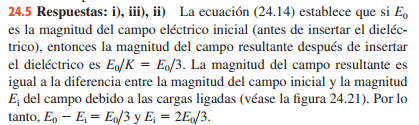 24.5 Respuestas: i), iii), ii) La ecuación (24.14) establece que si E₀
es la magnitud del campo eléctrico inicial (antes de insertar el dieléc-
trico), entonces la magnitud del campo resultante después de insertar
el dieléctrico es E₀/K = E₀/3. La magnitud del campo resultante es
igual a la diferencia entre la magnitud del campo inicial y la magnitud
Eᵢ del campo debido a las cargas ligadas (véase la figura 24.21). Por lo
tanto, E₀ − Eᵢ = E₀/3 y Eᵢ = 2E₀/3.